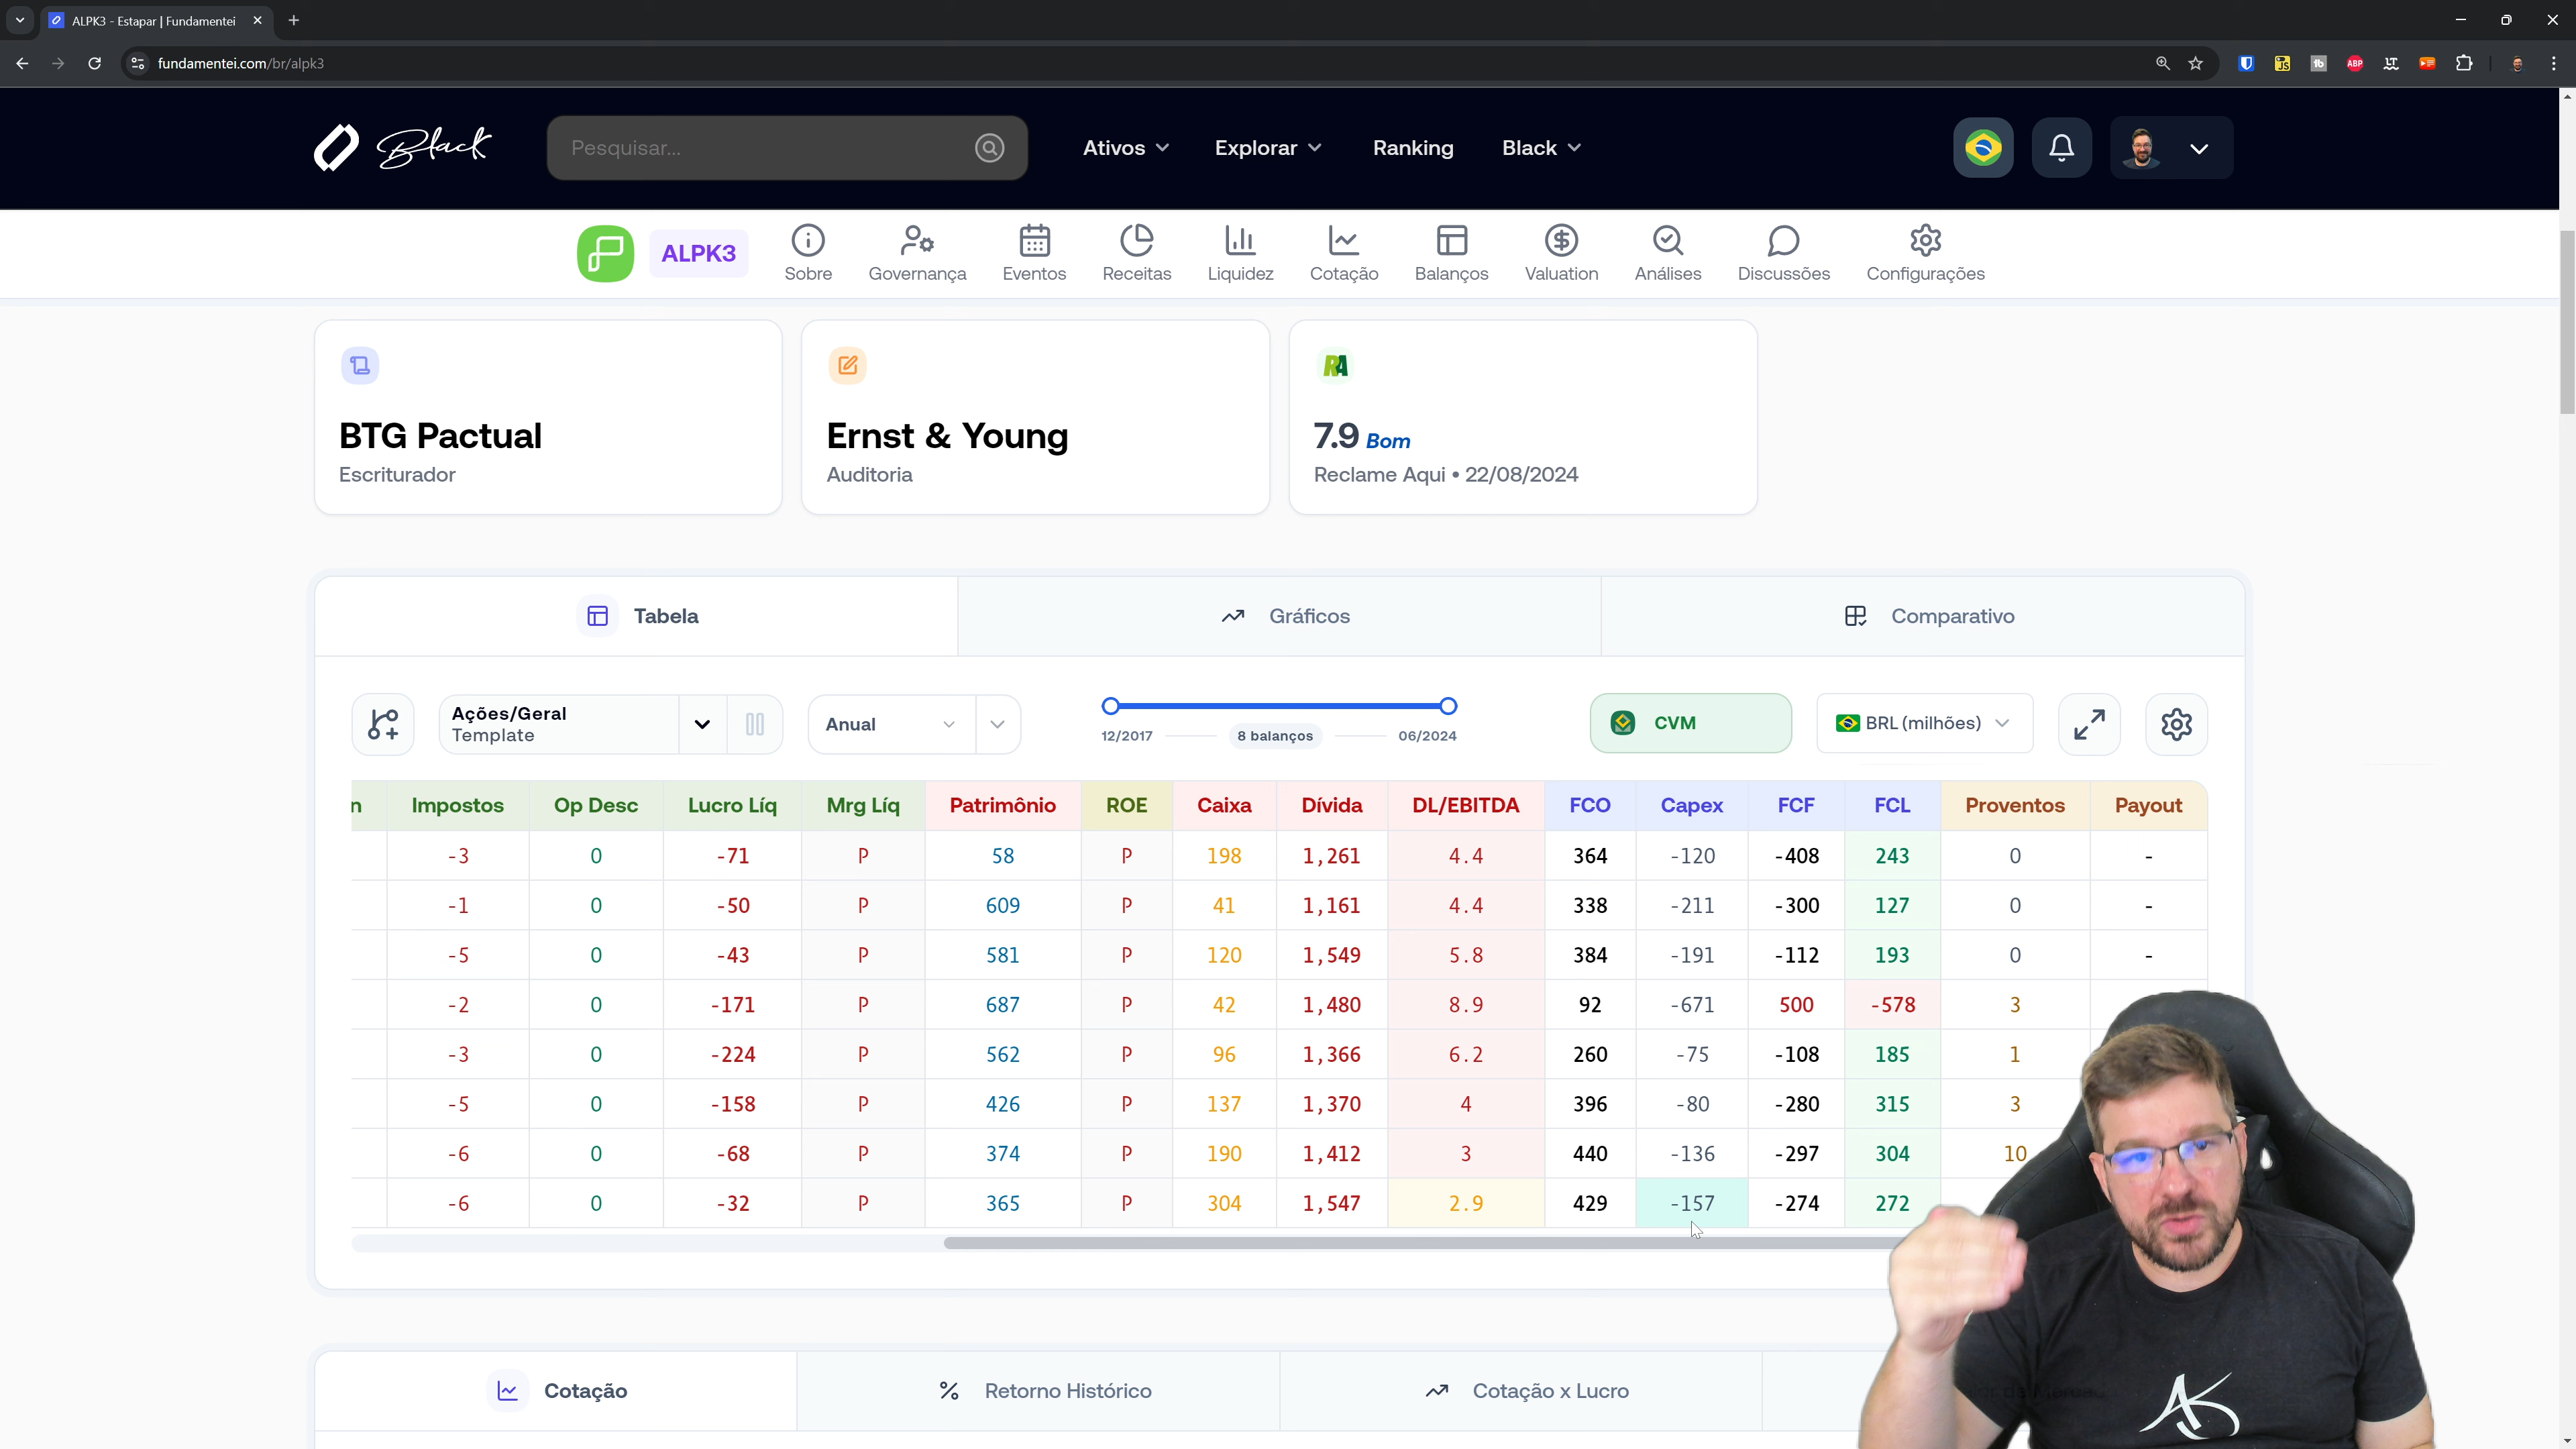 ALPK3 - Estapar | Fundamentei
fundamentei.com/br/alpk3
Black
Pesquisar...
Ativos
Explorar
Ranking
Black
ALPK3
Sobre
Governança
Eventos
Receitas
Liquidez
Cotação
Balanços
Valuation
Análises
Discussões
Configurações
BTG Pactual
Escriturador
Ernst & Young
Auditoria
RA
7.9 Bom
Reclame Aqui • 22/08/2024
Tabela
Gráficos
Comparativo
Ações/Geral
Template
Anual
12/2017
8 balanços
06/2024
CVM
BRL (milhões)
n Impostos Op Desc Lucro Líq Mrg Líq Patrimônio ROE Caixa Dívida DL/EBITDA FCO Capex FCF FCL Proventos Payout
-3 0 -71 P 58 P 198 1,261 4.4 364 -120 -408 243 0 -
-1 0 -50 P 609 P 41 1,161 4.4 338 -211 -300 127 0 -
-5 0 -43 P 581 P 120 1,549 5.8 384 -191 -112 193 0 -
-2 0 -171 P 687 P 42 1,480 8.9 92 -671 500 -578 3
-3 0 -224 P 562 P 96 1,366 6.2 260 -75 -108 185 1
-5 0 -158 P 426 P 137 1,370 4 396 -80 -280 315 3
-6 0 -68 P 374 P 190 1,412 3 440 -136 -297 304 10
-6 0 -32 P 365 P 304 1,547 2.9 429 -157 -274 272
Cotação
Retorno Histórico
Cotação x Lucro